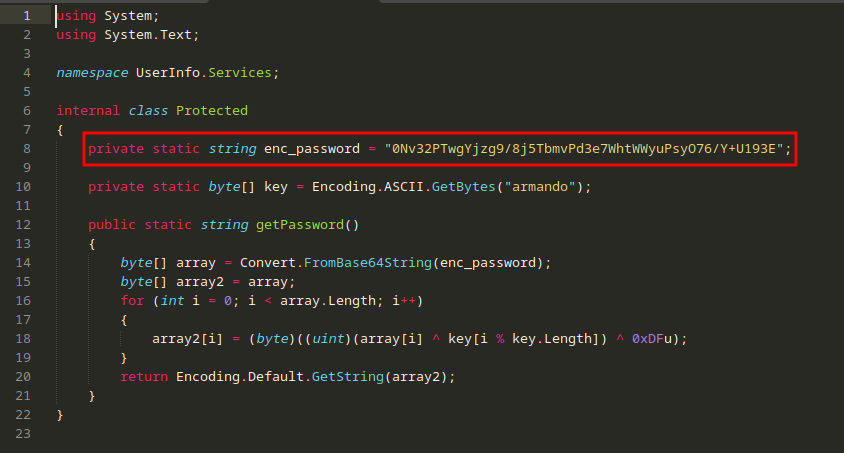 1 using System;
2 using System.Text;
3
4 namespace UserInfo.Services;
5
6 internal class Protected
7 {
8 private static string enc_password = "0Nv32PTwgYjzg9/8j5TbmvPd3e7WhtWWyuPsyO76/Y+U193E";
9
10 private static byte[] key = Encoding.ASCII.GetBytes("armando");
11
12 public static string getPassword()
13 {
14 byte[] array = Convert.FromBase64String(enc_password);
15 byte[] array2 = array;
16 for (int i = 0; i < array.Length; i++)
17 {
18 array2[i] = (byte)((uint)(array[i] ^ key[i % key.Length]) ^ 0xDFu);
19 }
20 return Encoding.Default.GetString(array2);
21 }
22 }
23